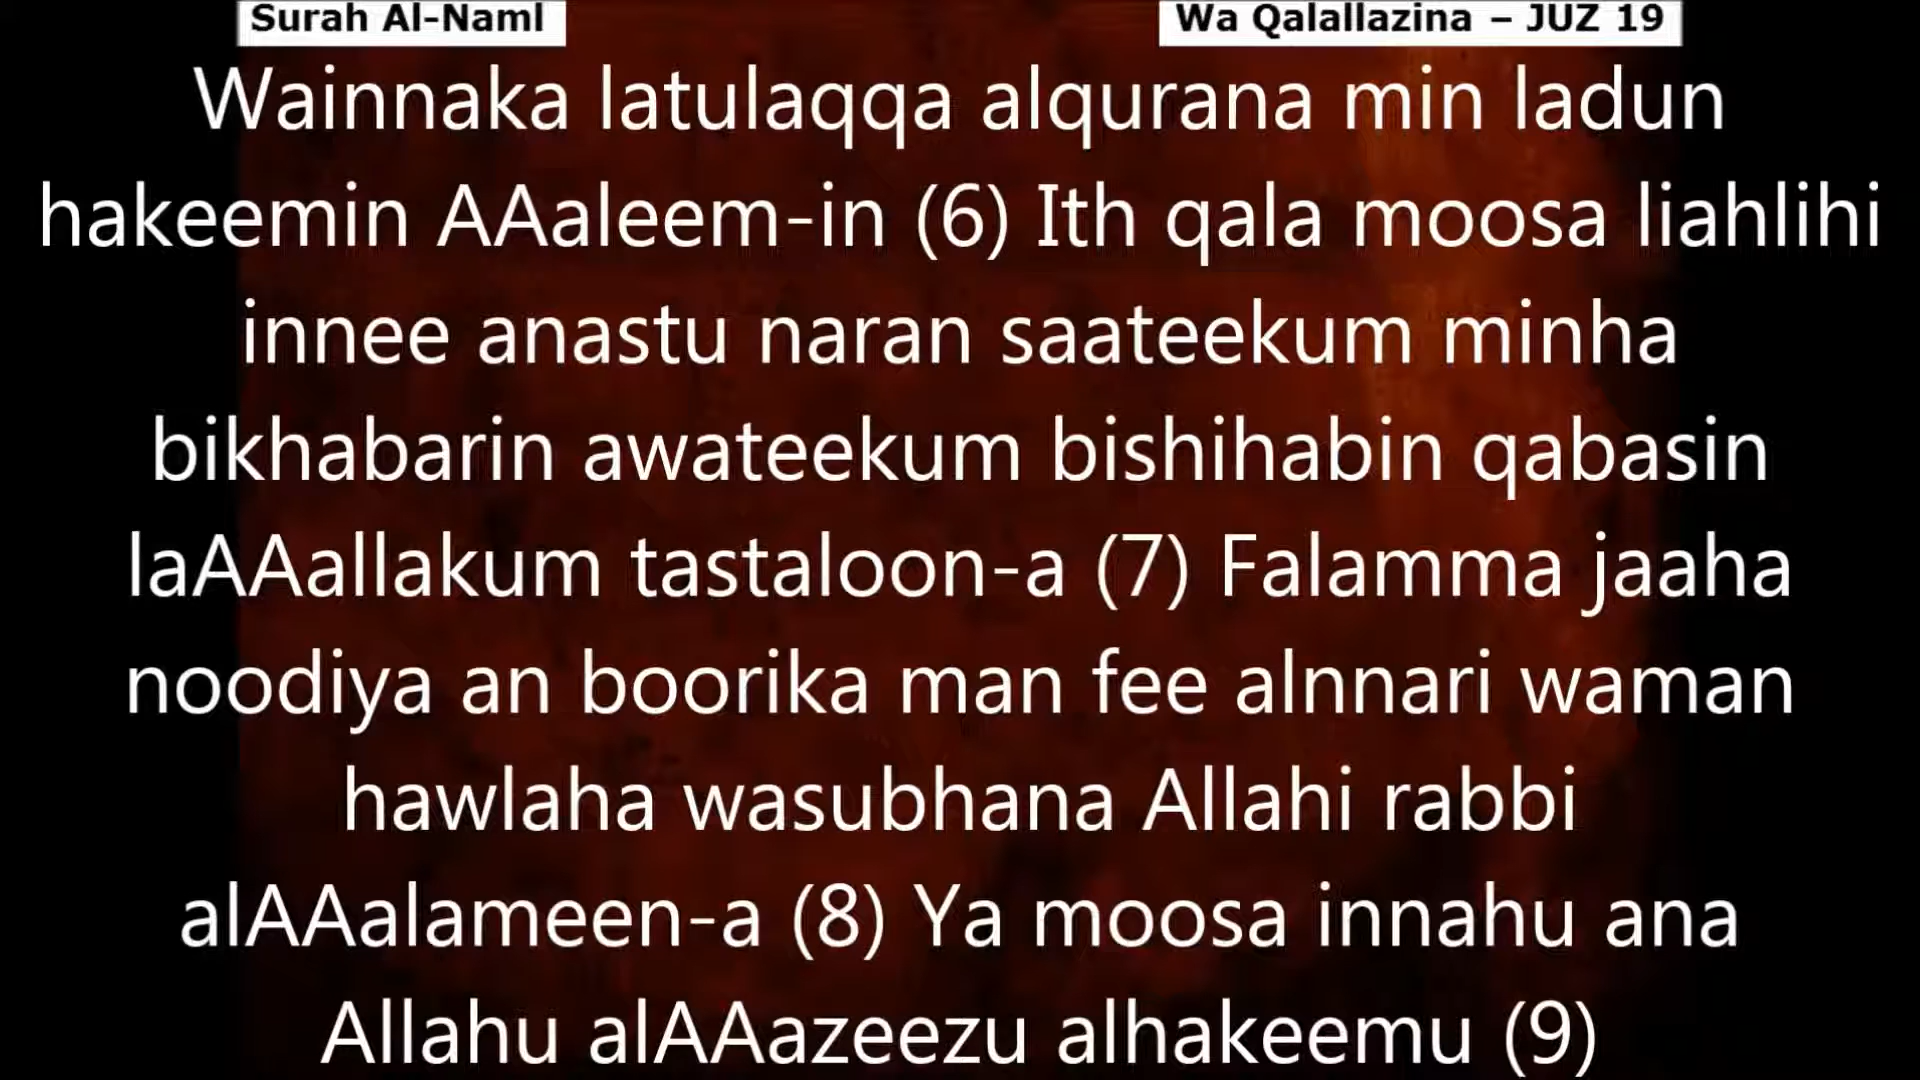 Surah Al-Naml
Wa Qalallazina – JUZ 19
Wainnaka latulaqqa alqurana min ladun
hakeemin AAaleem-in (6) Ith qala moosa liahlihi
innee anastu naran saateekum minha
bikhabarin awateekum bishihabin qabasin
laAAallakum tastaloon-a (7) Falamma jaaha
noodiya an boorika man fee alnnari waman
hawlaha wasubhana Allahi rabbi
alAAalameen-a (8) Ya moosa innahu ana
Allahu alAAazeezu alhakeemu (9)